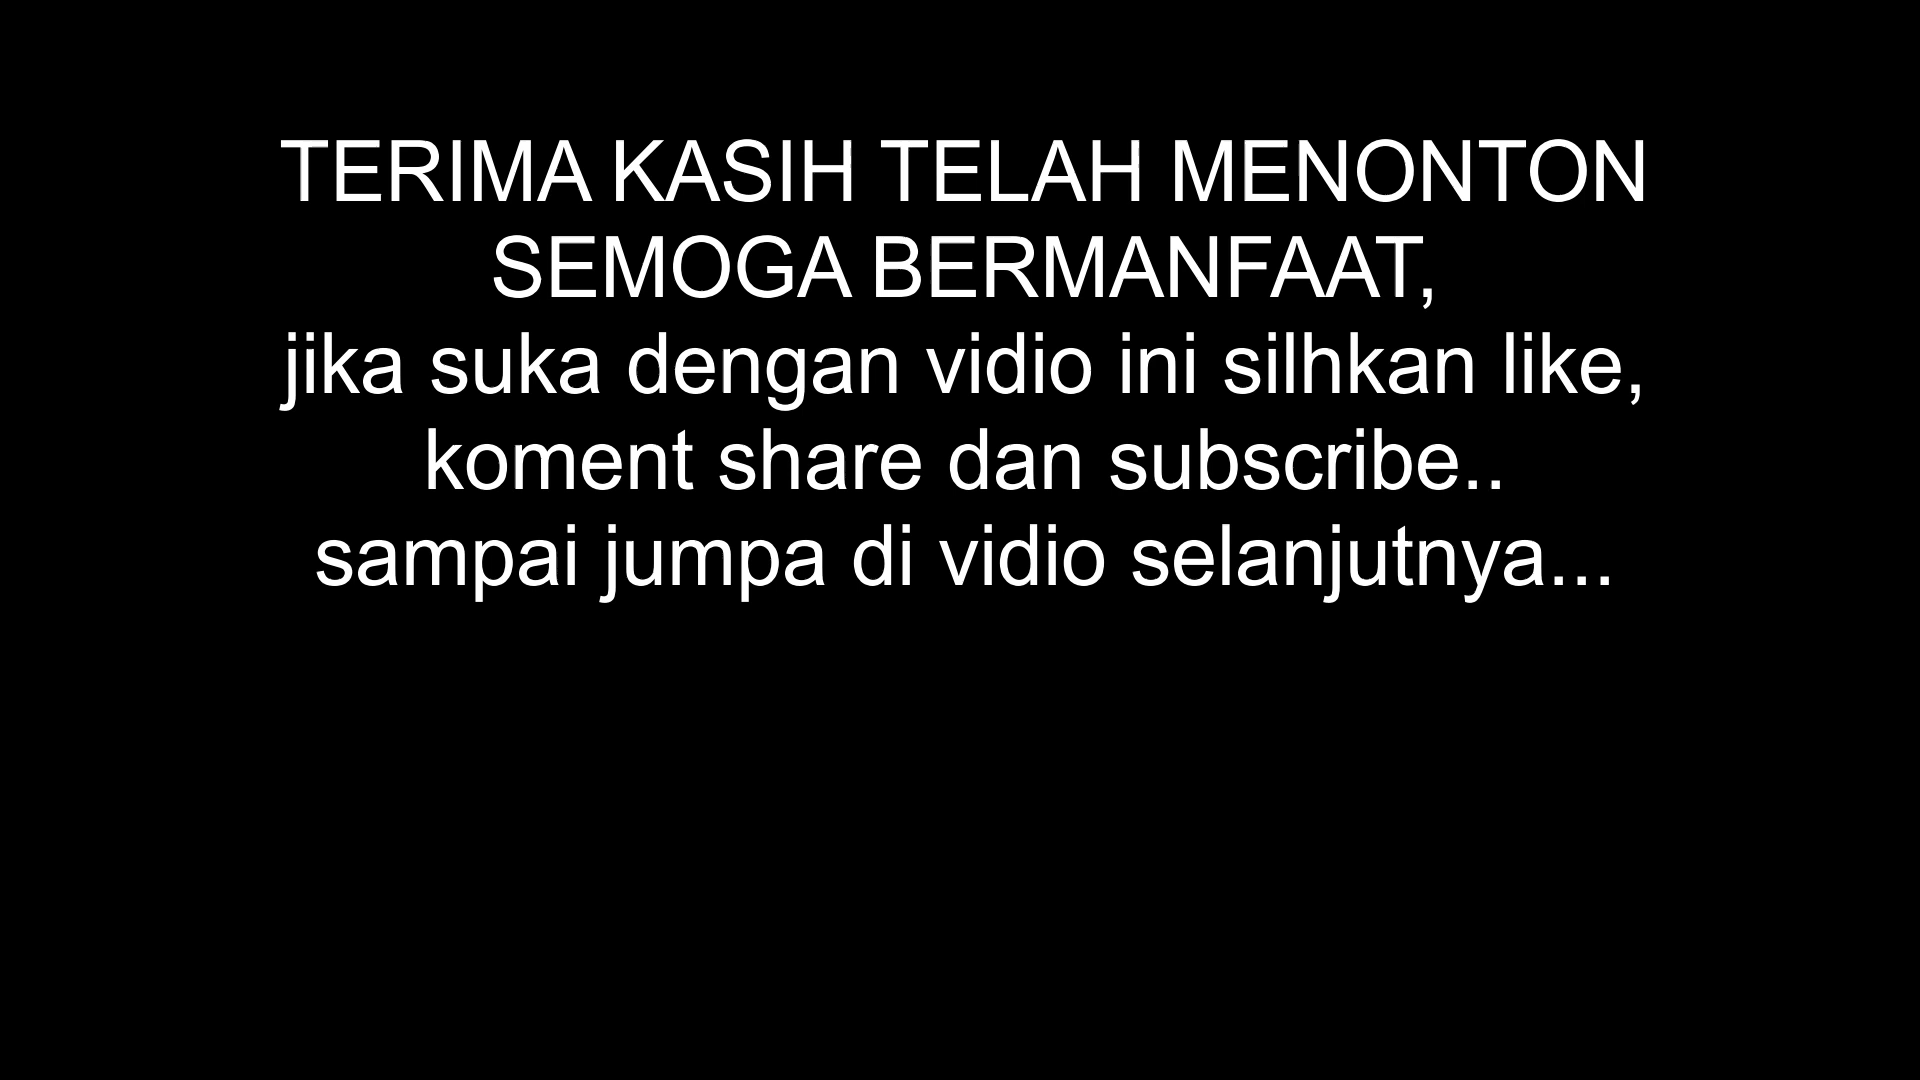 TERIMA KASIH TELAH MENONTON
SEMOGA BERMANFAAT,
jika suka dengan vidio ini silhkan like,
koment share dan subscribe..
sampai jumpa di vidio selanjutnya...